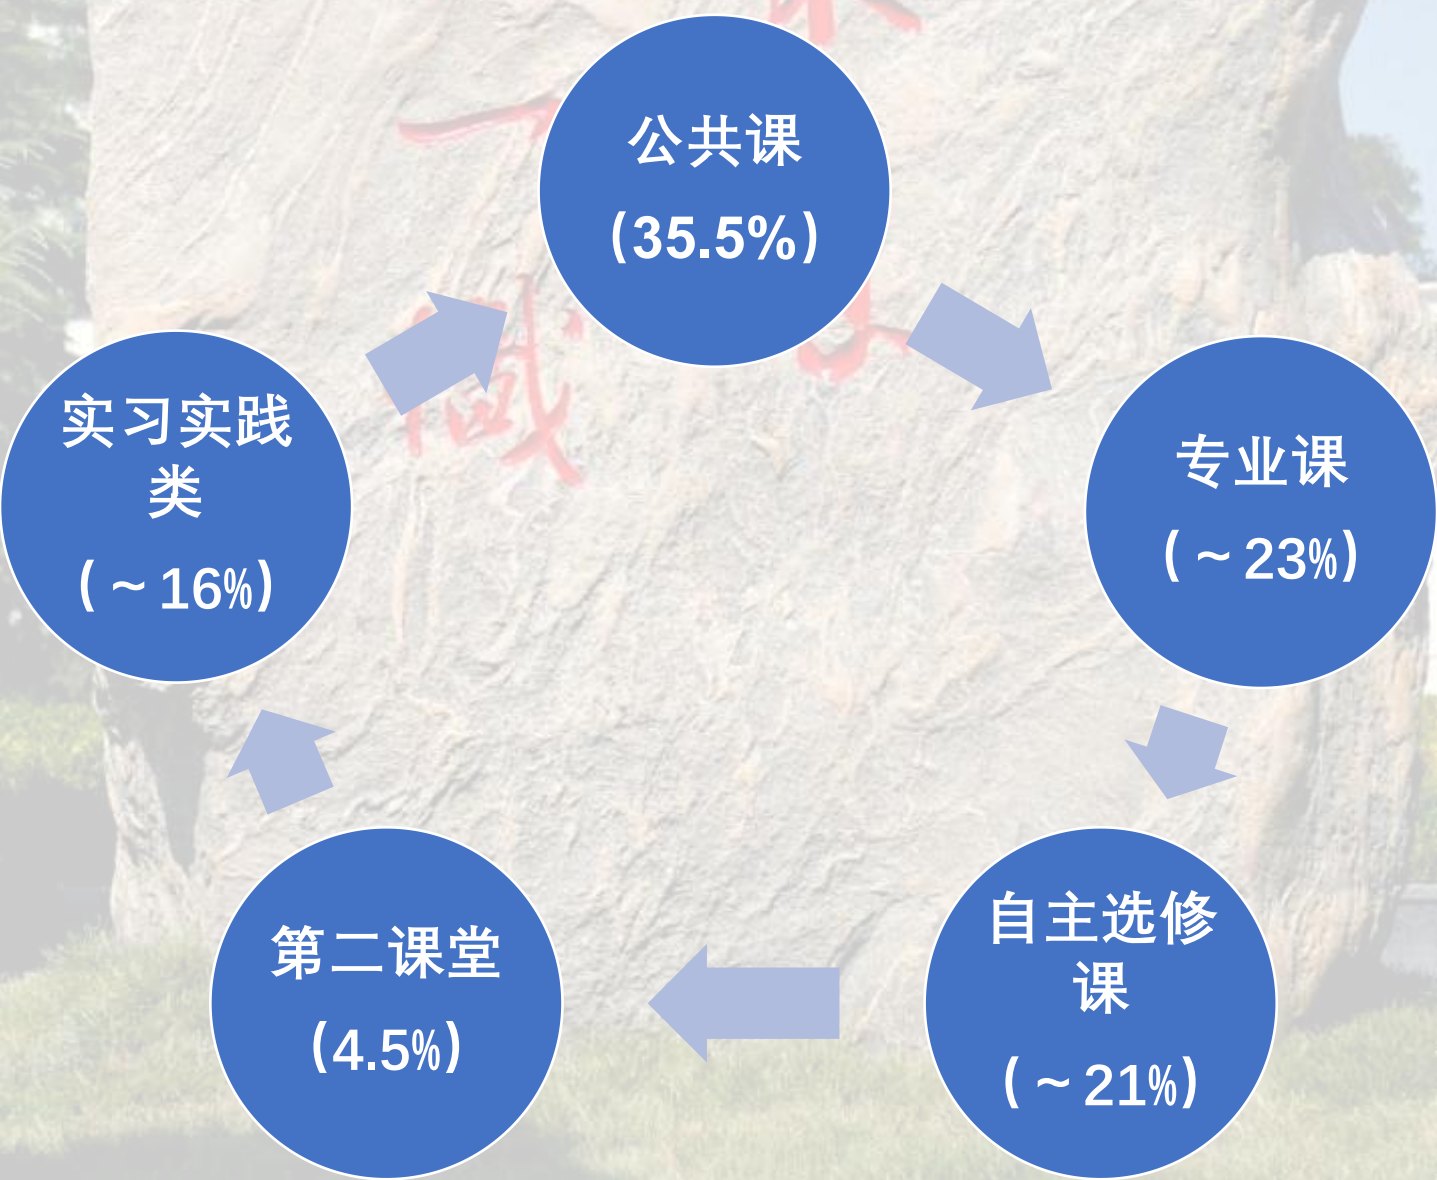 公共课
(35.5%)
专业课
(~23%)
自主选修
课
(~21%)
第二课堂
(4.5%)
实习实践
类
(~16%)